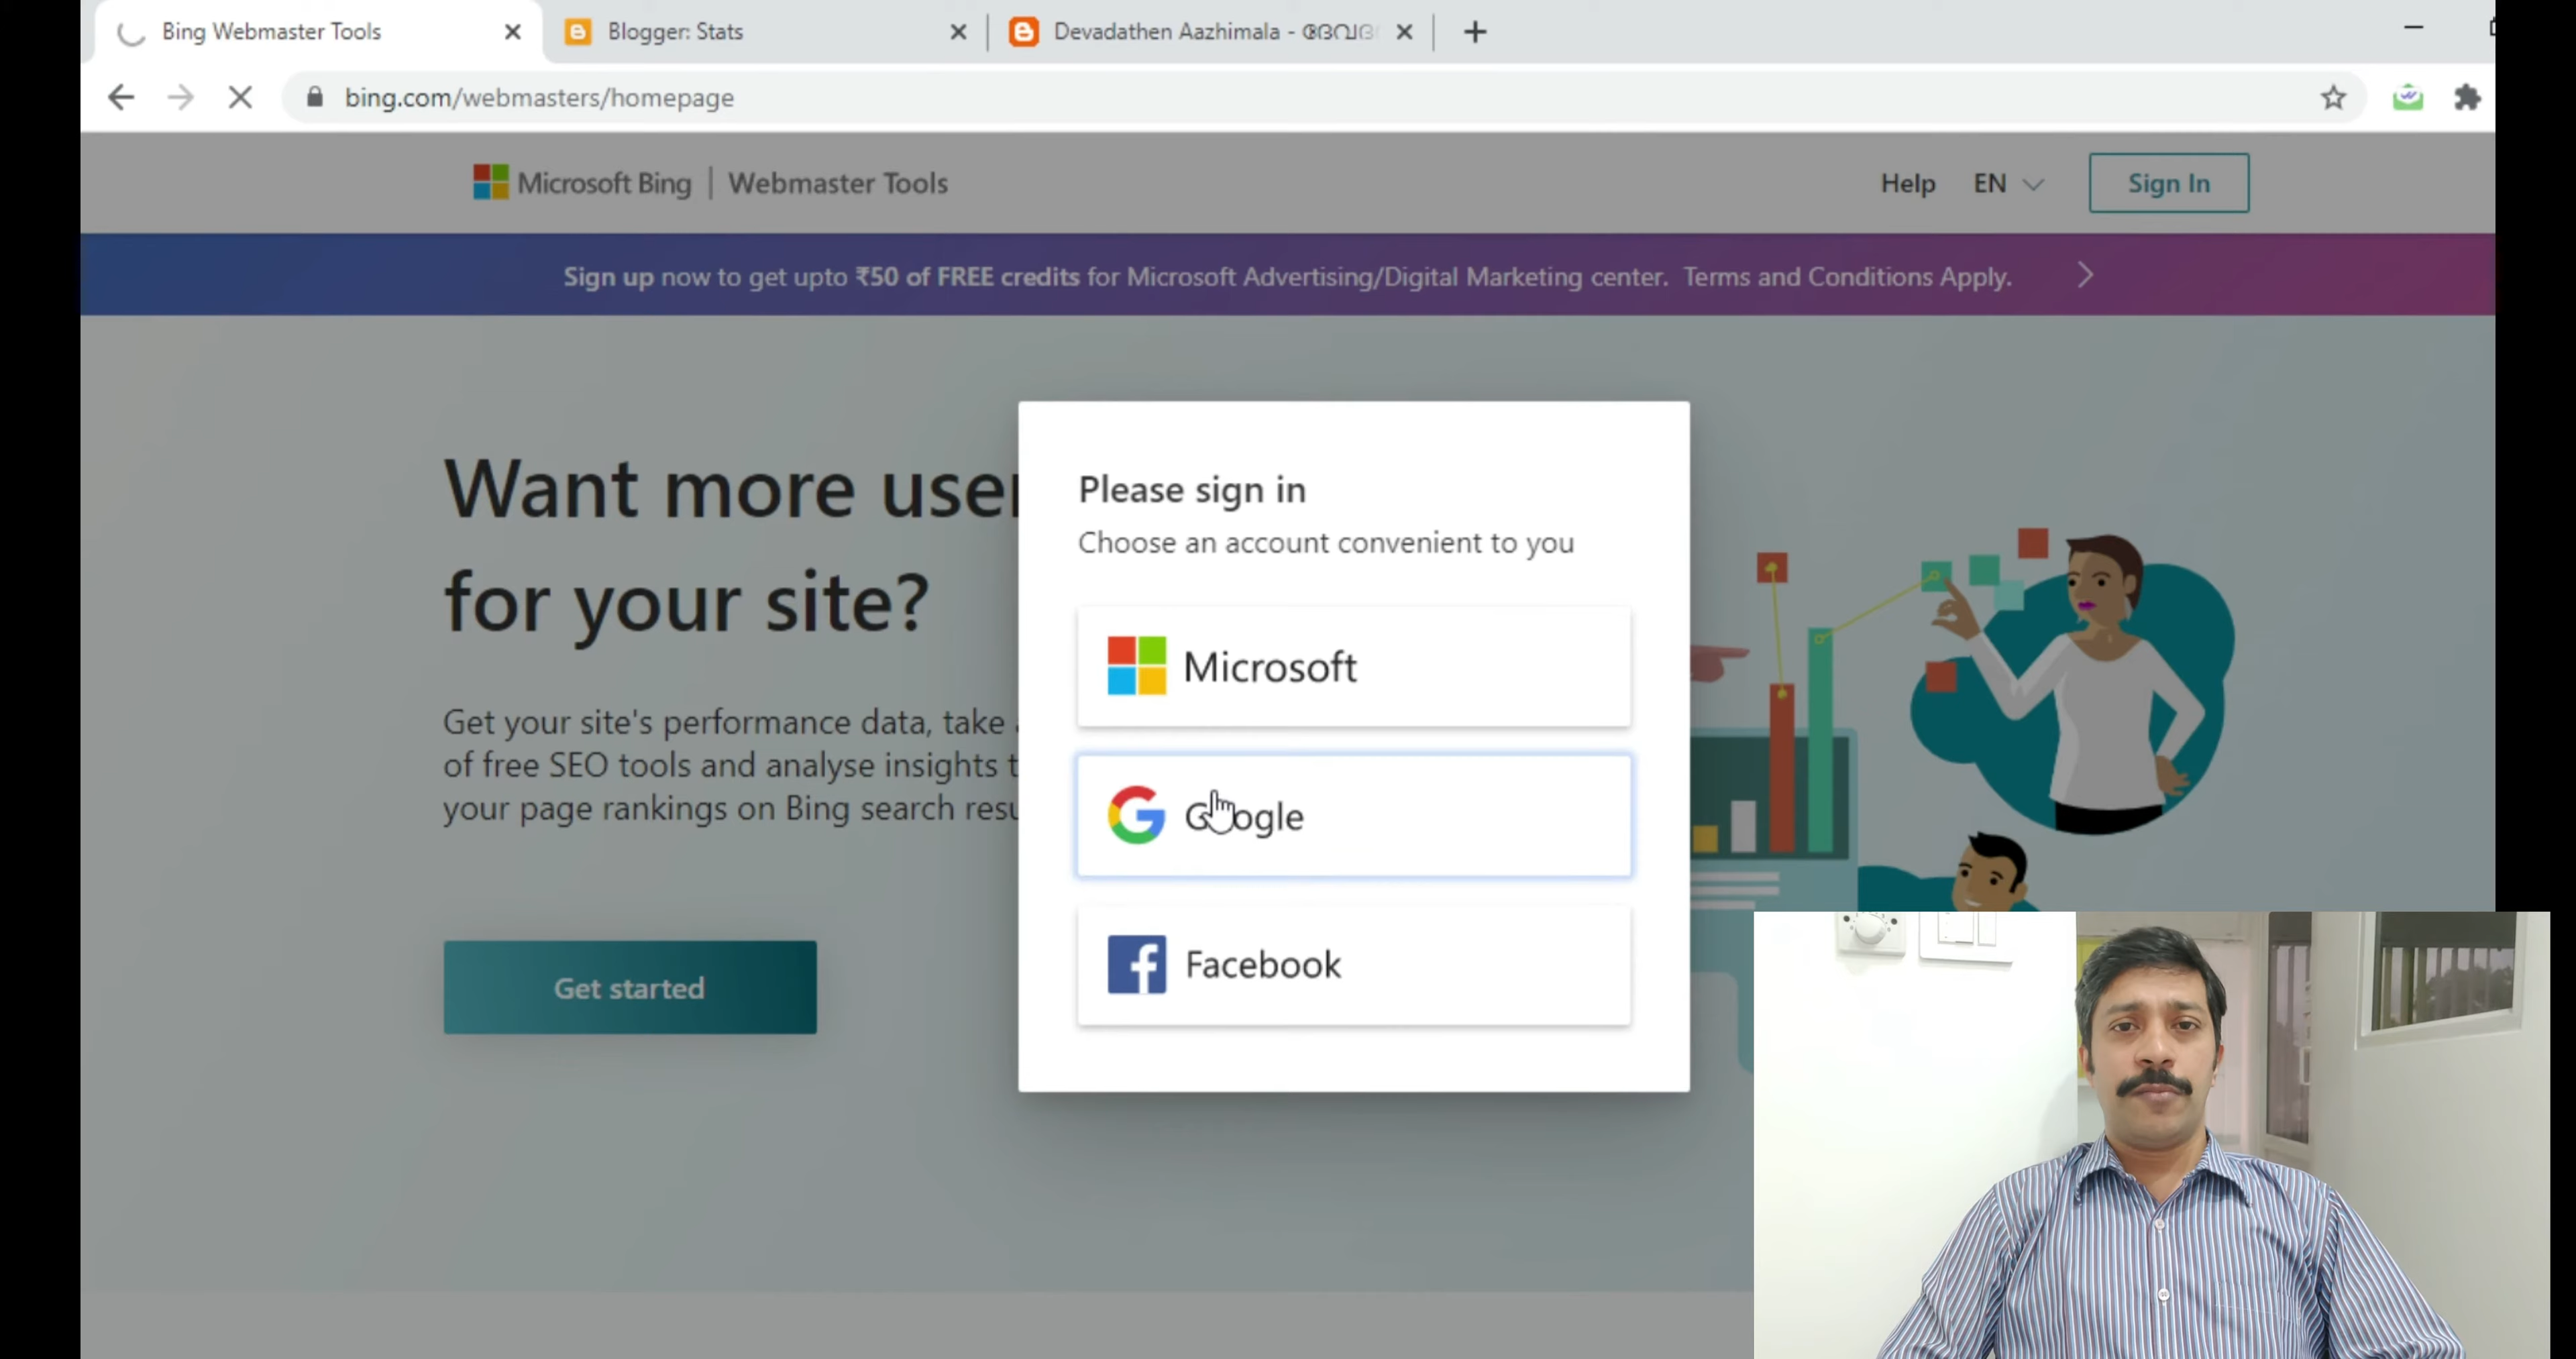 Bing Webmaster Tools
Blogger: Stats
Devadathen Aazhimala -
bing.com/webmasters/homepage
Microsoft Bing | Webmaster Tools
Help EN Sign In
Sign up now to get upto ₹50 of FREE credits for Microsoft Advertising/Digital Marketing center. Terms and Conditions Apply.
Want more user
for your site?
Get your site's performance data, take
of free SEO tools and analyse insights
your page rankings on Bing search
Get started
Please sign in
Choose an account convenient to you
Microsoft
Google
Facebook